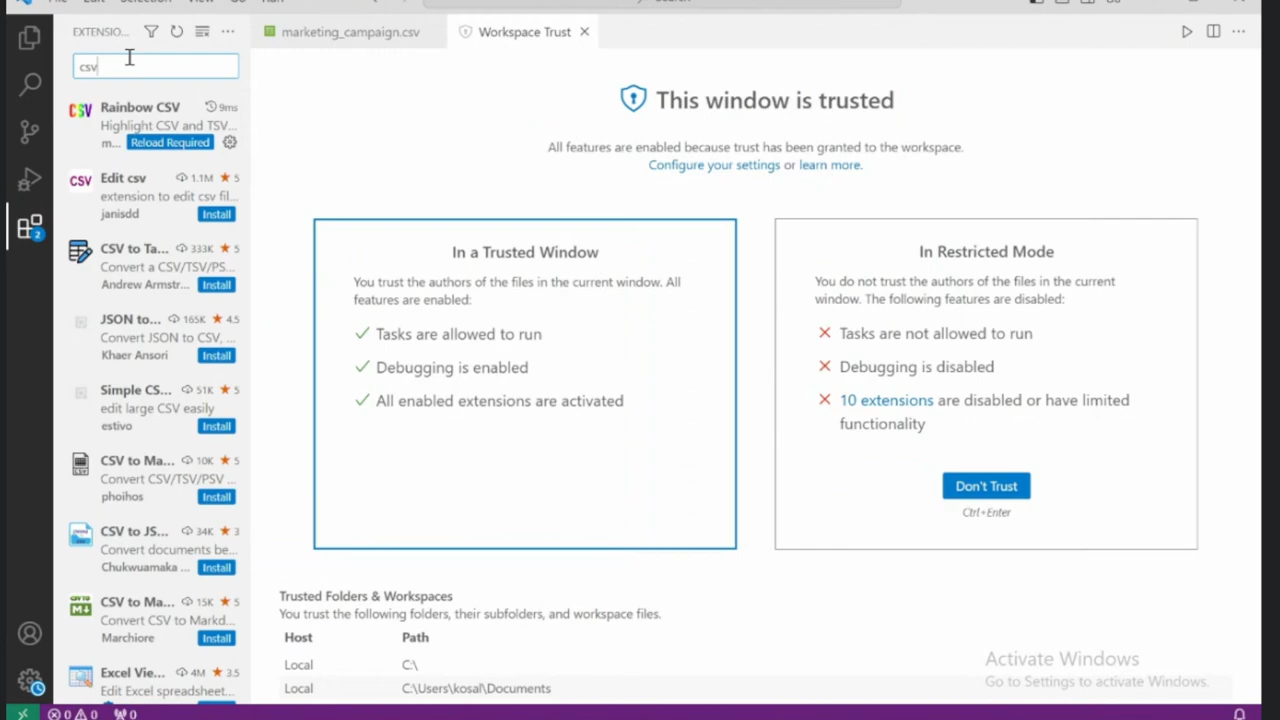 File Edit Selection View Go Run
Search
EXTENSIO...
marketing_campaign.csv
Workspace Trust
csv
CSV
Rainbow CSV
9ms
Highlight CSV and TSV...
m...
Reload Required
CSV
Edit csv
1.1M
5
extension to edit csv fil...
janisdd
Install
CSV to Ta...
333K
5
Convert a CSV/TSV/PS...
Andrew Armstr...
Install
JSON to...
165K
4.5
Convert JSON to CSV, ...
Khaer Ansori
Install
Simple CS...
51K
5
edit large CSV easily
estivo
Install
CSV to Ma...
10K
5
Convert CSV/TSV/PSV ...
phoihos
Install
CSV to JS...
34K
3
Convert documents be...
Chukwuamaka ...
Install
CSV to Ma...
15K
5
Convert CSV to Markd...
Marchiore
Install
Excel Vie...
4M
3.5
Edit Excel spreadsheet...
2
This window is trusted
All features are enabled because trust has been granted to the workspace.
Configure your settings or learn more.
In a Trusted Window
You trust the authors of the files in the current window. All
features are enabled:
Tasks are allowed to run
Debugging is enabled
All enabled extensions are activated
In Restricted Mode
You do not trust the authors of the files in the current
window. The following features are disabled:
Tasks are not allowed to run
Debugging is disabled
10 extensions are disabled or have limited
functionality
Don't Trust
Ctrl+Enter
Trusted Folders & Workspaces
You trust the following folders, their subfolders, and workspace files.
Host Path
Local C:\
Local C:\Users\kosal\Documents
Activate Windows
Go to Settings to activate Windows.
0 0 0